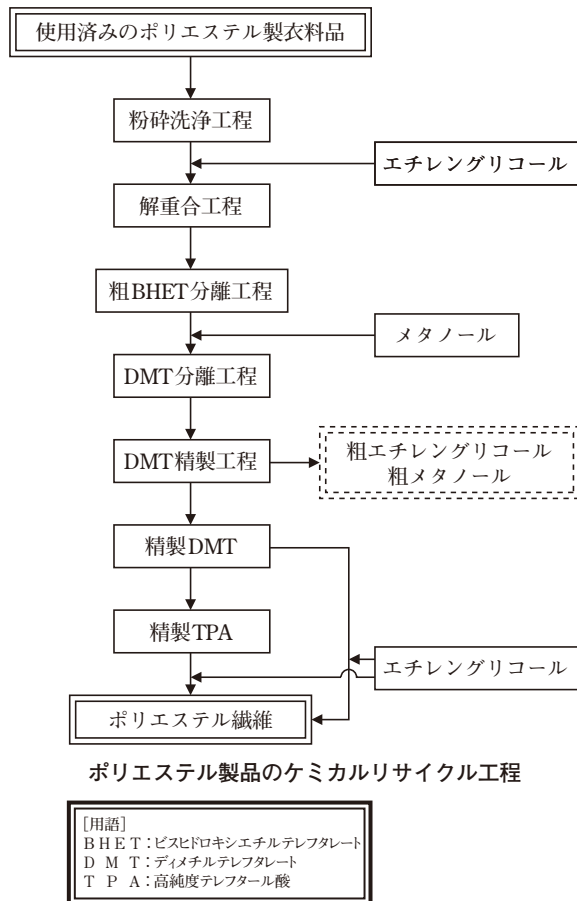 使用済みのポリエステル製衣料品
粉砕洗浄工程
エチレングリコール
解重合工程
粗BHET分離工程
メタノール
DMT分離工程
DMT精製工程
粗エチレングリコール
粗メタノール
精製DMT
精製TPA
エチレングリコール
ポリエステル繊維
ポリエステル製品のケミカルリサイクル工程
[用語]
BHET:ビスヒドロキシエチルテレフタレート
DMT:ディメチルテレフタレート
TPA:高純度テレフタール酸